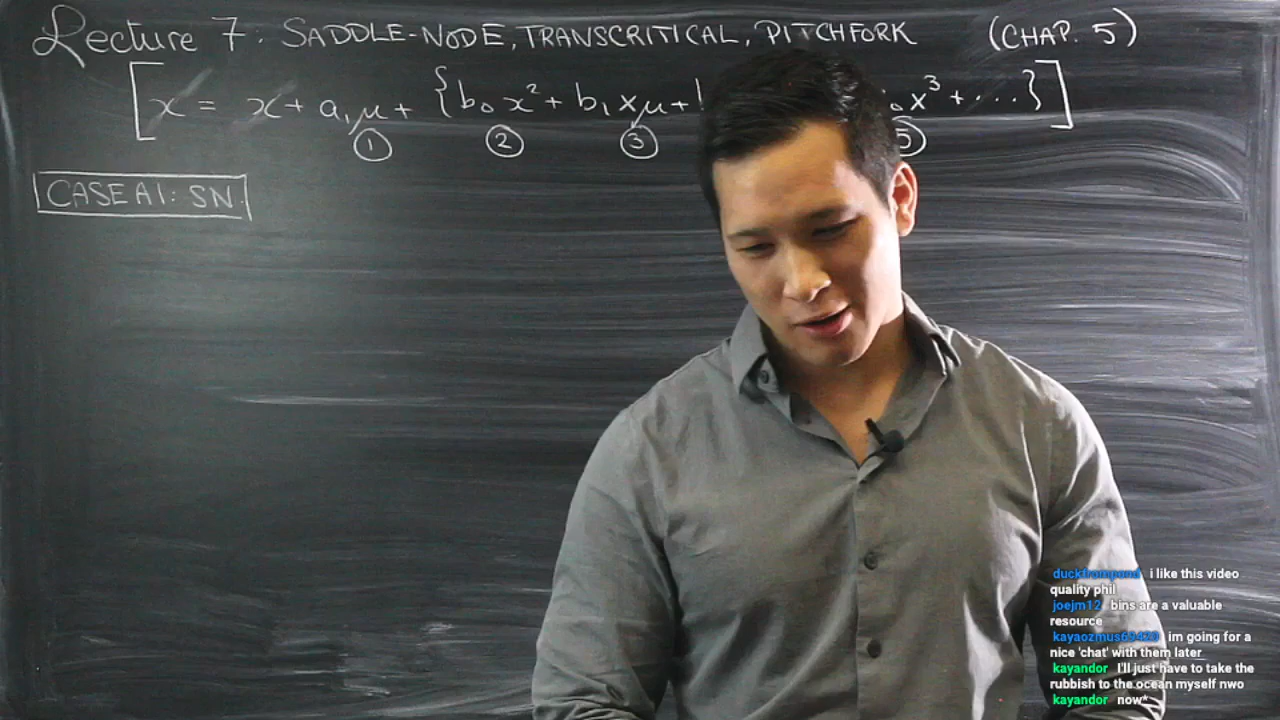 Lecture 7: SADDLE-NODE, TRANSCRITICAL, PITCHFORK (CHAP. 5)
[x = x + a₁μ + {b₀x² + b₁xμ + x³ + ...}]
① ② ③ ⑤
CASE A1: SN.
duckfrompond i like this video
quality phil
joejm12 bins are a valuable
resource
im going for a
nice 'chat' with them later
kayandor I'll just have to take the
rubbish to the ocean myself nwo
kayandor now*